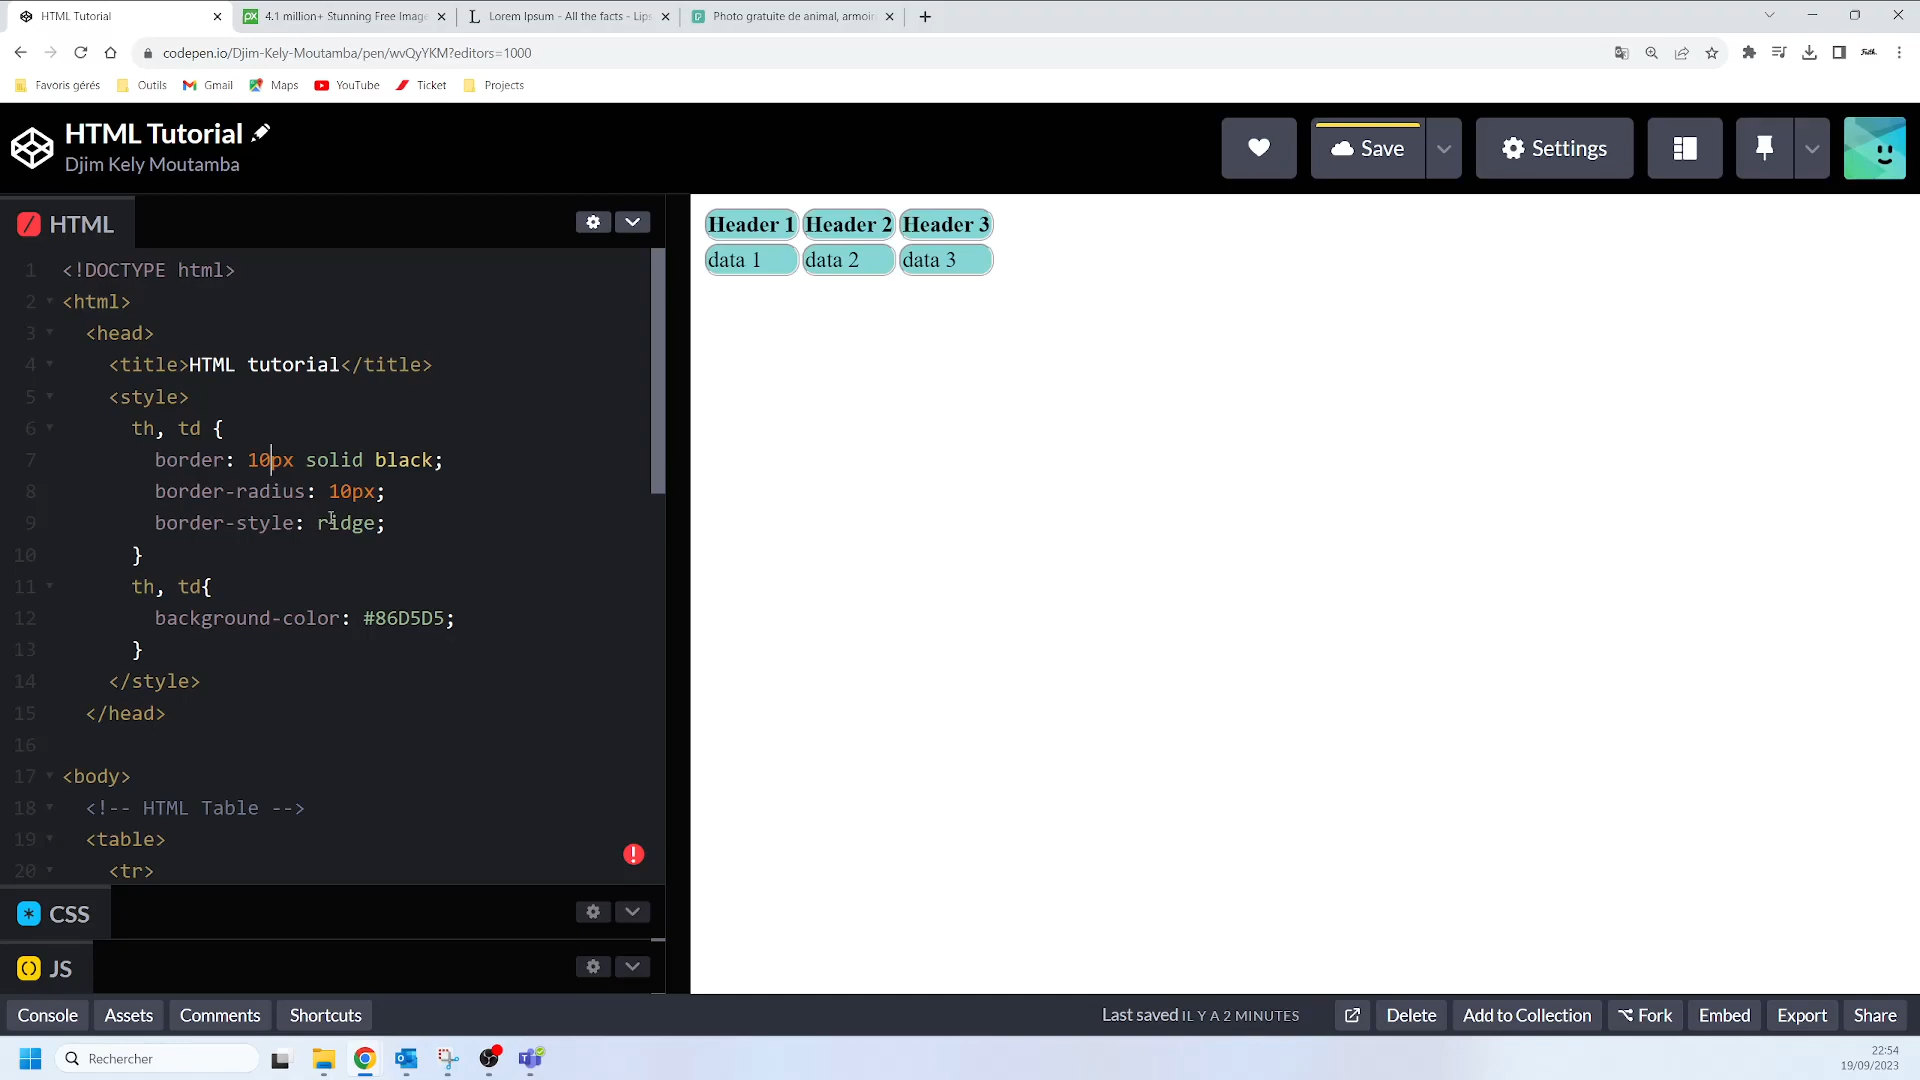 HTML Tutorial
4.1 million+ Stunning Free Image
Lorem Ipsum - All the facts - Lips
Photo gratuite de animal, armoir
codepen.io/Djim-Kely-Moutamba/pen/wvQyYKM?editors=1000
Favoris gérés
Outils
Gmail
Maps
YouTube
Ticket
Projects
HTML Tutorial
Djim Kely Moutamba
Save
Settings
HTML
1 <!DOCTYPE html>
2 <html>
3 <head>
4 <title>HTML tutorial</title>
5 <style>
6 th, td {
7 border: 10px solid black;
8 border-radius: 10px;
9 border-style: ridge;
10 }
11 th, td{
12 background-color: #86D5D5;
13 }
14 </style>
15 </head>
16
17 <body>
18 <!-- HTML Table -->
19 <table>
20 <tr>
Header 1 Header 2 Header 3
data 1 data 2 data 3
CSS
JS
Console
Assets
Comments
Shortcuts
Last saved IL Y A 2 MINUTES
Delete
Add to Collection
Fork
Embed
Export
Share
Rechercher
22:54
19/09/2023